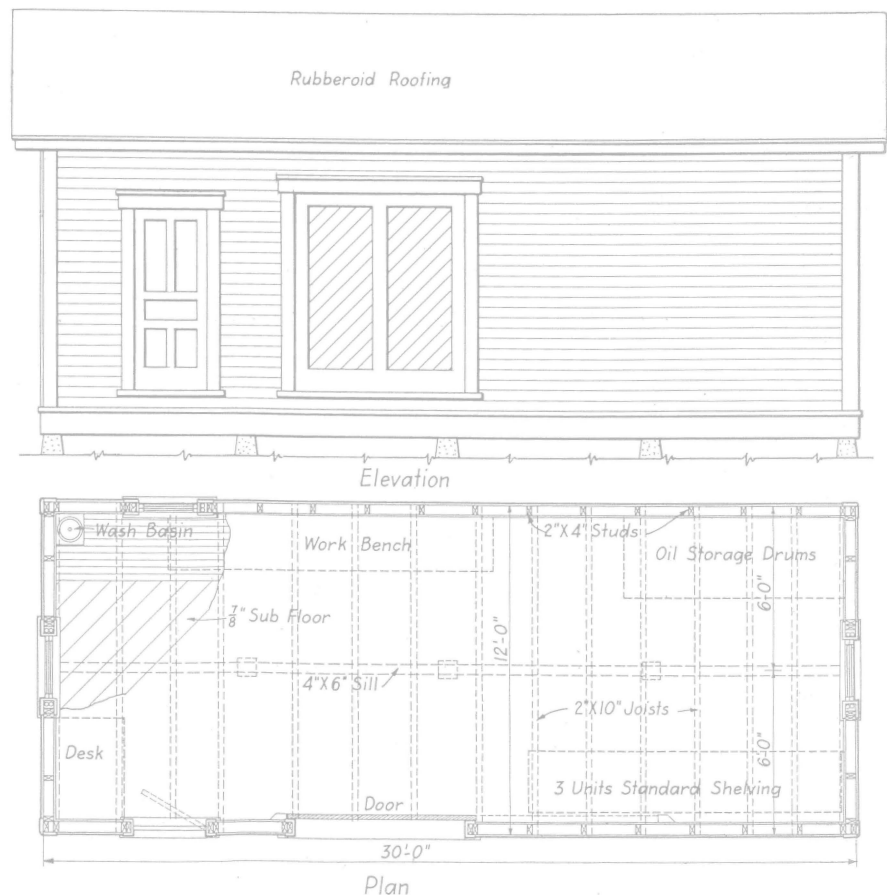 Rubberoid Roofing
Elevation
Wash Basin
Work Bench
2"X4" Studs
Oil Storage Drums
7/8" Sub Floor
6'-0"
12'-0"
4"X6" Sill
2"X10" Joists
Desk
6'-0"
Door
3 Units Standard Shelving
30'-0"
Plan